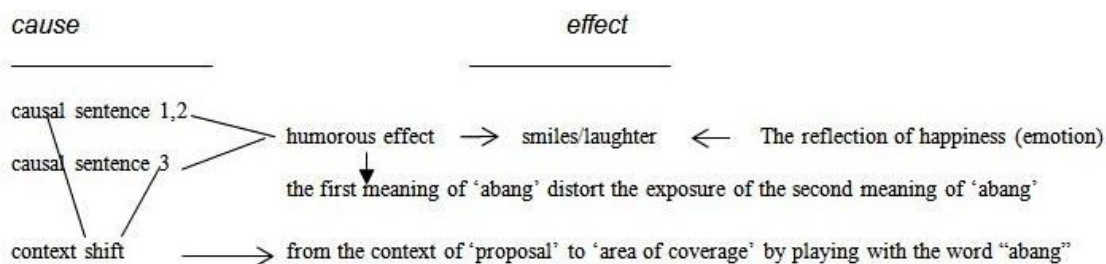 cause effect
causal sentence 1,2
humorous effect smiles/laughter The reflection of happiness (emotion)
causal sentence 3
the first meaning of ‘abang’ distort the exposure of the second meaning of ‘abang’
context shift from the context of ‘proposal’ to ‘area of coverage’ by playing with the word “abang”